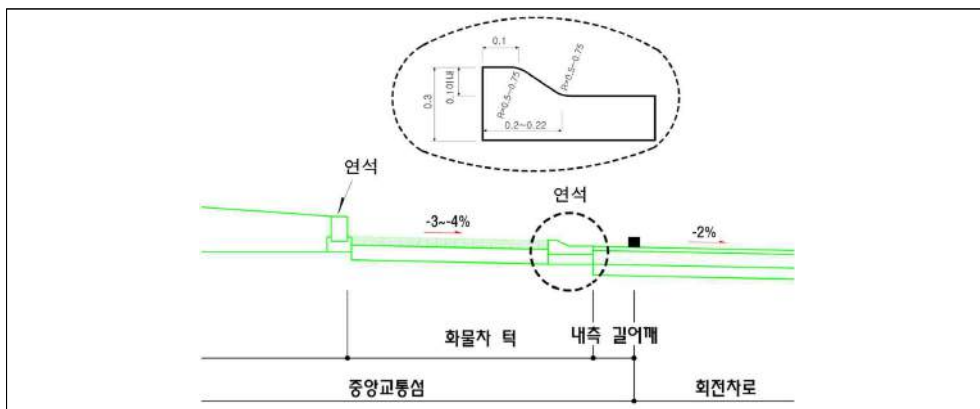 0.1
0.3
0.1이내
R×0.5~0.75
R×0.5~0.75
0.2~0.22
연석
연석
-3~-4%
-2%
화물차 턱
내측 길어깨
중앙교통섬
회전차로